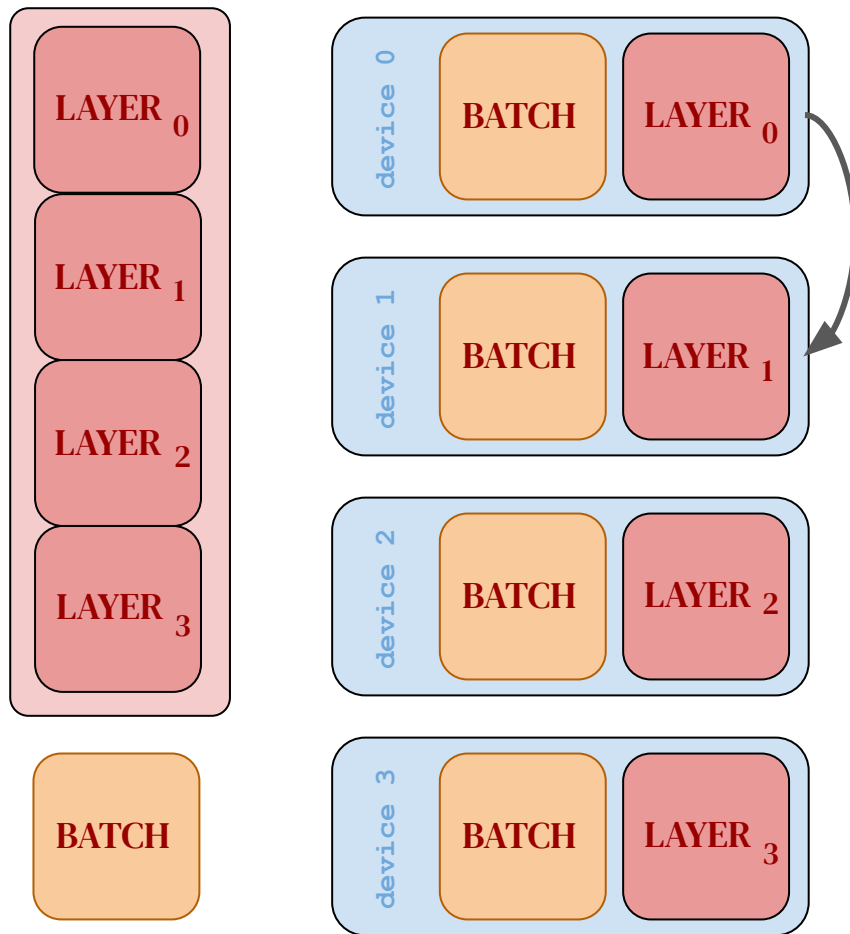 LAYER 0
LAYER 1
LAYER 2
LAYER 3
BATCH
device 0
BATCH
LAYER 0
device 1
BATCH
LAYER 1
device 2
BATCH
LAYER 2
device 3
BATCH
LAYER 3